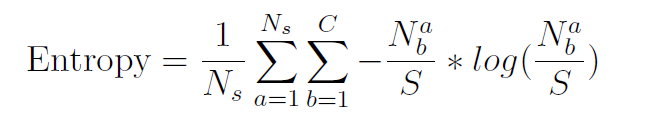 Entropy = \frac{1}{N_s} \sum_{a=1}^{N_s} \sum_{b=1}^{C} -\frac{N_b^a}{S} * log(\frac{N_b^a}{S})